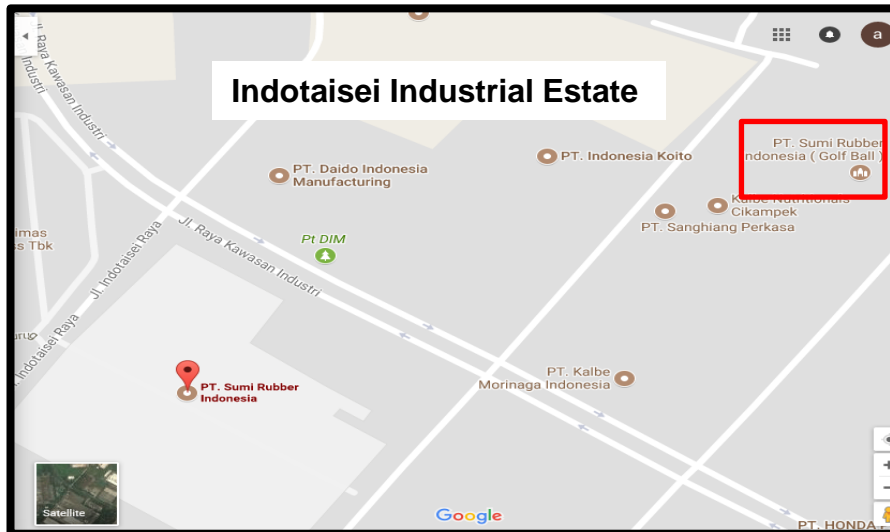 Indotaisei Industrial Estate
a
Jl. Raya Kawasan
Industri
PT. Sumi Rubber
ndonesia ( Golf Ball )
PT. Indonesia Koito
PT. Daido Indonesia
Manufacturing
Kalbe Nutritionals
Cikampek
PT. Sanghiang Perkasa
imas
ss Tbk
Jl. Indotaisei Raya
Jl. Raya Kawasan Industri
Pt DIM
Jl. Indotaisei Raya
PT. Kalbe
Morinaga Indonesia
PT. Sumi Rubber
Indonesia
Satellite
Google
PT. HONDA